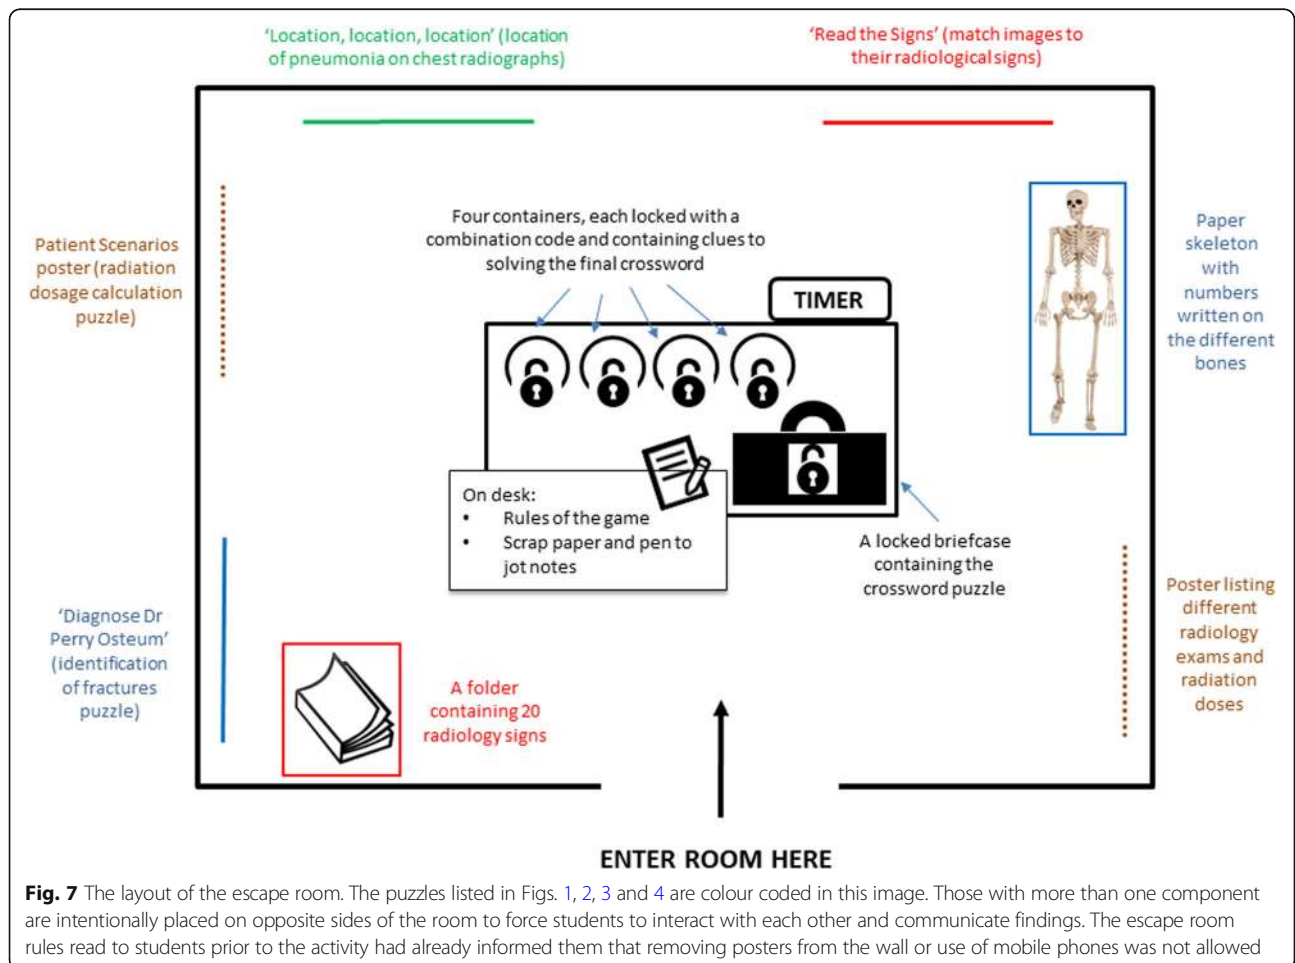 ‘Location, location, location’ (location
of pneumonia on chest radiographs)
‘Read the Signs’ (match images to
their radiological signs)
Patient Scenarios
poster (radiation
dosage calculation
puzzle)
Four containers, each locked with a
combination code and containing clues to
solving the final crossword
TIMER
Paper
skeleton
with
numbers
written on
the different
bones
On desk:
• Rules of the game
• Scrap paper and pen to
jot notes
A locked briefcase
containing the
crossword puzzle
‘Diagnose Dr
Perry Osteum’
(identification
of fractures
puzzle)
A folder
containing 20
radiology signs
Poster listing
different
radiology
exams and
radiation
doses
ENTER ROOM HERE
Fig. 7 The layout of the escape room. The puzzles listed in Figs. 1, 2, 3 and 4 are colour coded in this image. Those with more than one component
are intentionally placed on opposite sides of the room to force students to interact with each other and communicate findings. The escape room
rules read to students prior to the activity had already informed them that removing posters from the wall or use of mobile phones was not allowed